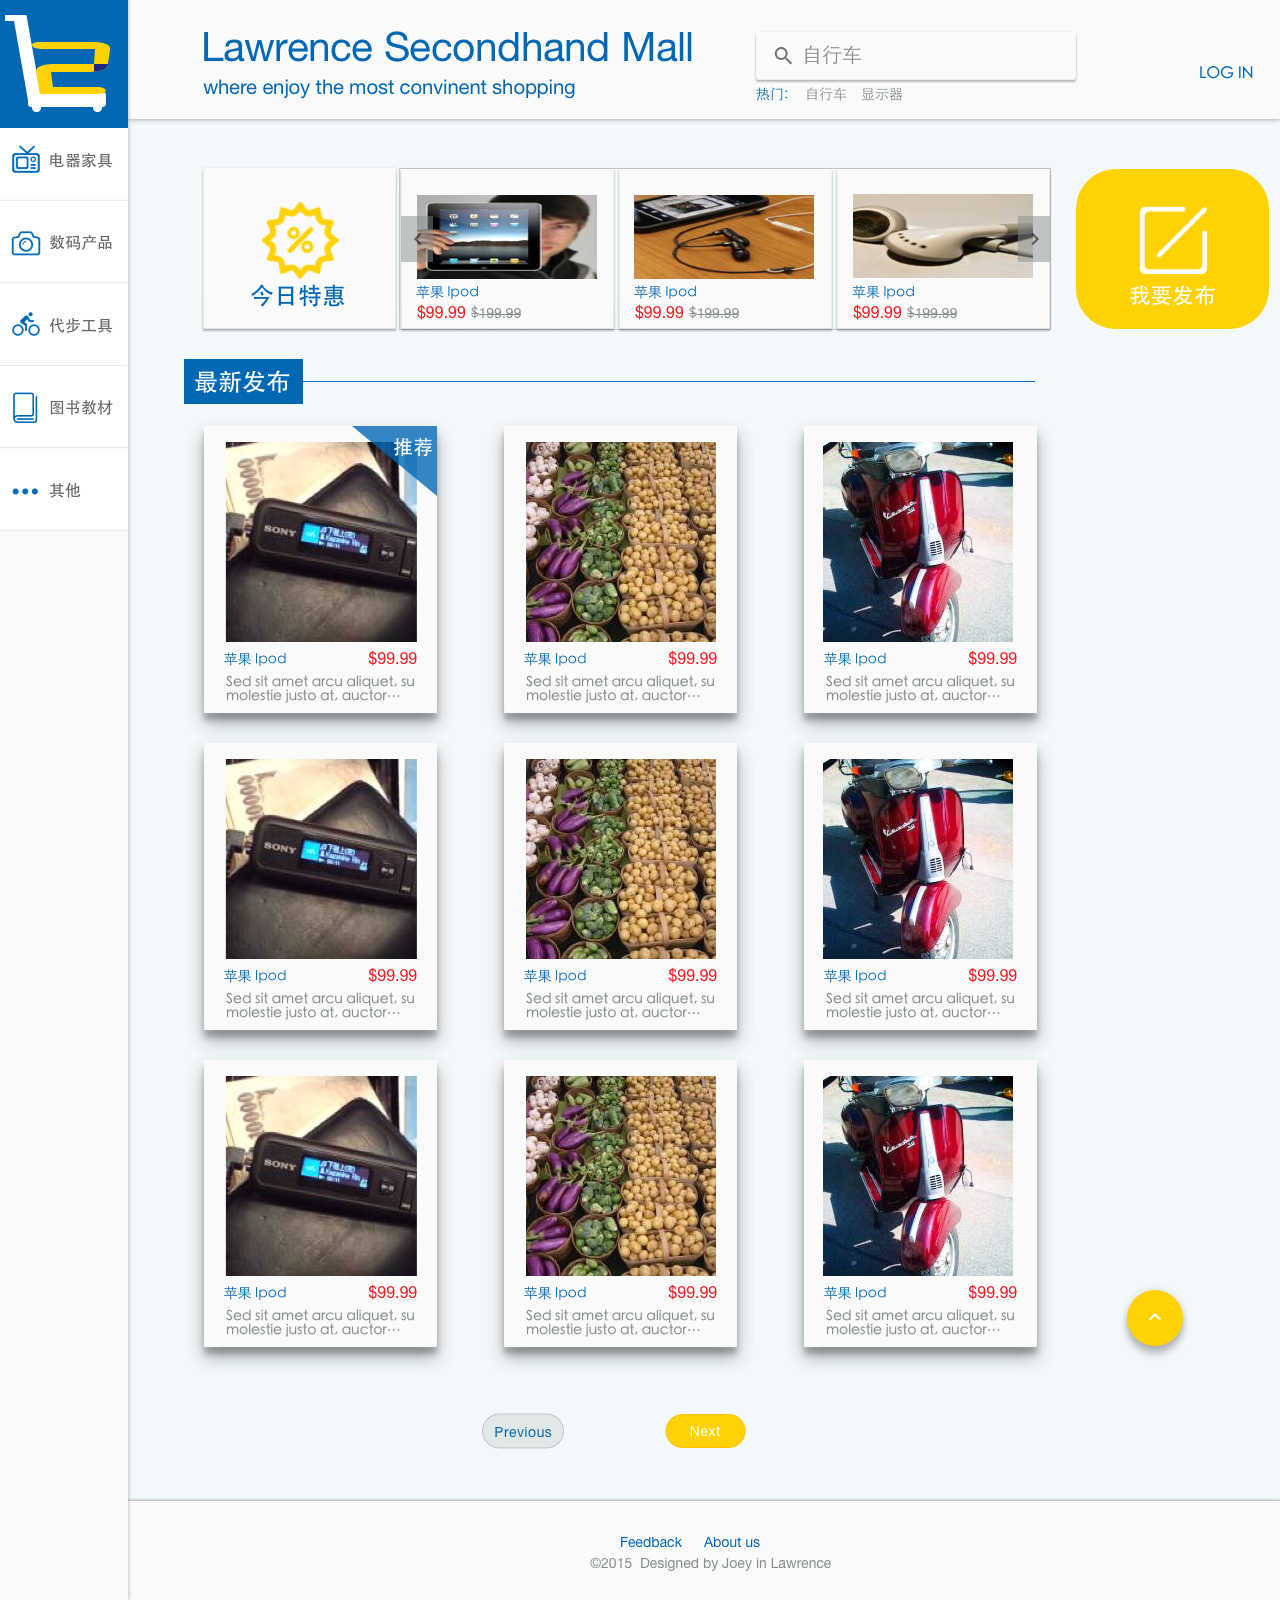 Lawrence Secondhand Mall
where enjoy the most convinent shopping
自行车
热门： 自行车 显示器
LOG IN
电器家具
数码产品
代步工具
图书教材
其他
今日特惠
苹果 Ipod
$99.99 $199.99
苹果 Ipod
$99.99 $199.99
苹果 Ipod
$99.99 $199.99
我要发布
最新发布
推荐
SONY
苹果 Ipod $99.99
Sed sit amet arcu aliquet, su
molestie justo at, auctor…
苹果 Ipod $99.99
Sed sit amet arcu aliquet, su
molestie justo at, auctor…
Vespa
苹果 Ipod $99.99
Sed sit amet arcu aliquet, su
molestie justo at, auctor…
SONY
苹果 Ipod $99.99
Sed sit amet arcu aliquet, su
molestie justo at, auctor…
苹果 Ipod $99.99
Sed sit amet arcu aliquet, su
molestie justo at, auctor…
Vespa
苹果 Ipod $99.99
Sed sit amet arcu aliquet, su
molestie justo at, auctor…
SONY
苹果 Ipod $99.99
Sed sit amet arcu aliquet, su
molestie justo at, auctor…
苹果 Ipod $99.99
Sed sit amet arcu aliquet, su
molestie justo at, auctor…
Vespa
苹果 Ipod $99.99
Sed sit amet arcu aliquet, su
molestie justo at, auctor…
Previous
Next
Feedback About us
©2015 Designed by Joey in Lawrence